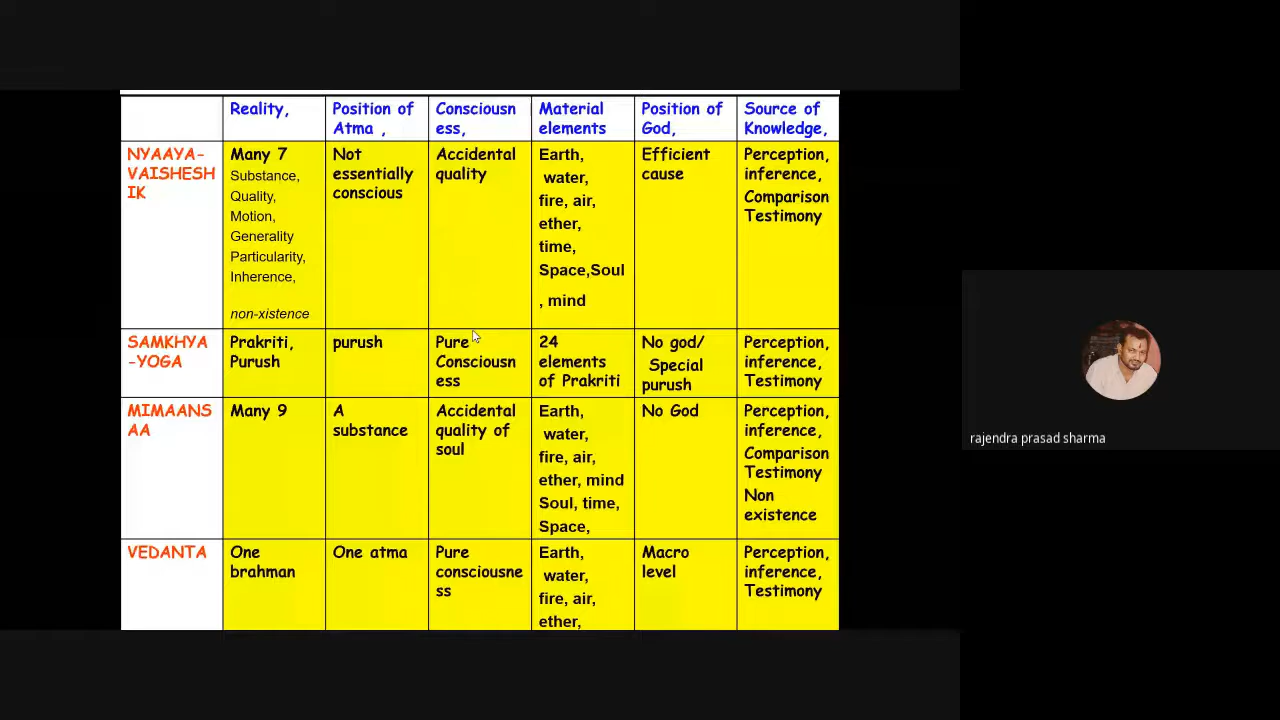 Reality,
Position of
Atma ,
Consciousn
ess,
Material
elements
Position of
God,
Source of
Knowledge,
NYAAYA-
VAISHESH
IK
Many 7
Substance,
Quality,
Motion,
Generality
Particularity,
Inherence,
non-xistence
Not
essentially
conscious
Accidental
quality
Earth,
water,
fire, air,
ether,
time,
Space,Soul
, mind
Efficient
cause
Perception,
inference,
Comparison
Testimony
SAMKHYA
-YOGA
Prakriti,
Purush
purush
Pure
Consciousn
ess
24
elements
of Prakriti
No god/
Special
purush
Perception,
inference,
Testimony
MIMAANS
AA
Many 9
A
substance
Accidental
quality of
soul
Earth,
water,
fire, air,
ether, mind
Soul, time,
Space,
No God
Perception,
inference,
Comparison
Testimony
Non
existence
VEDANTA
One
brahman
One atma
Pure
consciousne
ss
Earth,
water,
fire, air,
ether,
Macro
level
Perception,
inference,
Testimony
rajendra prasad sharma